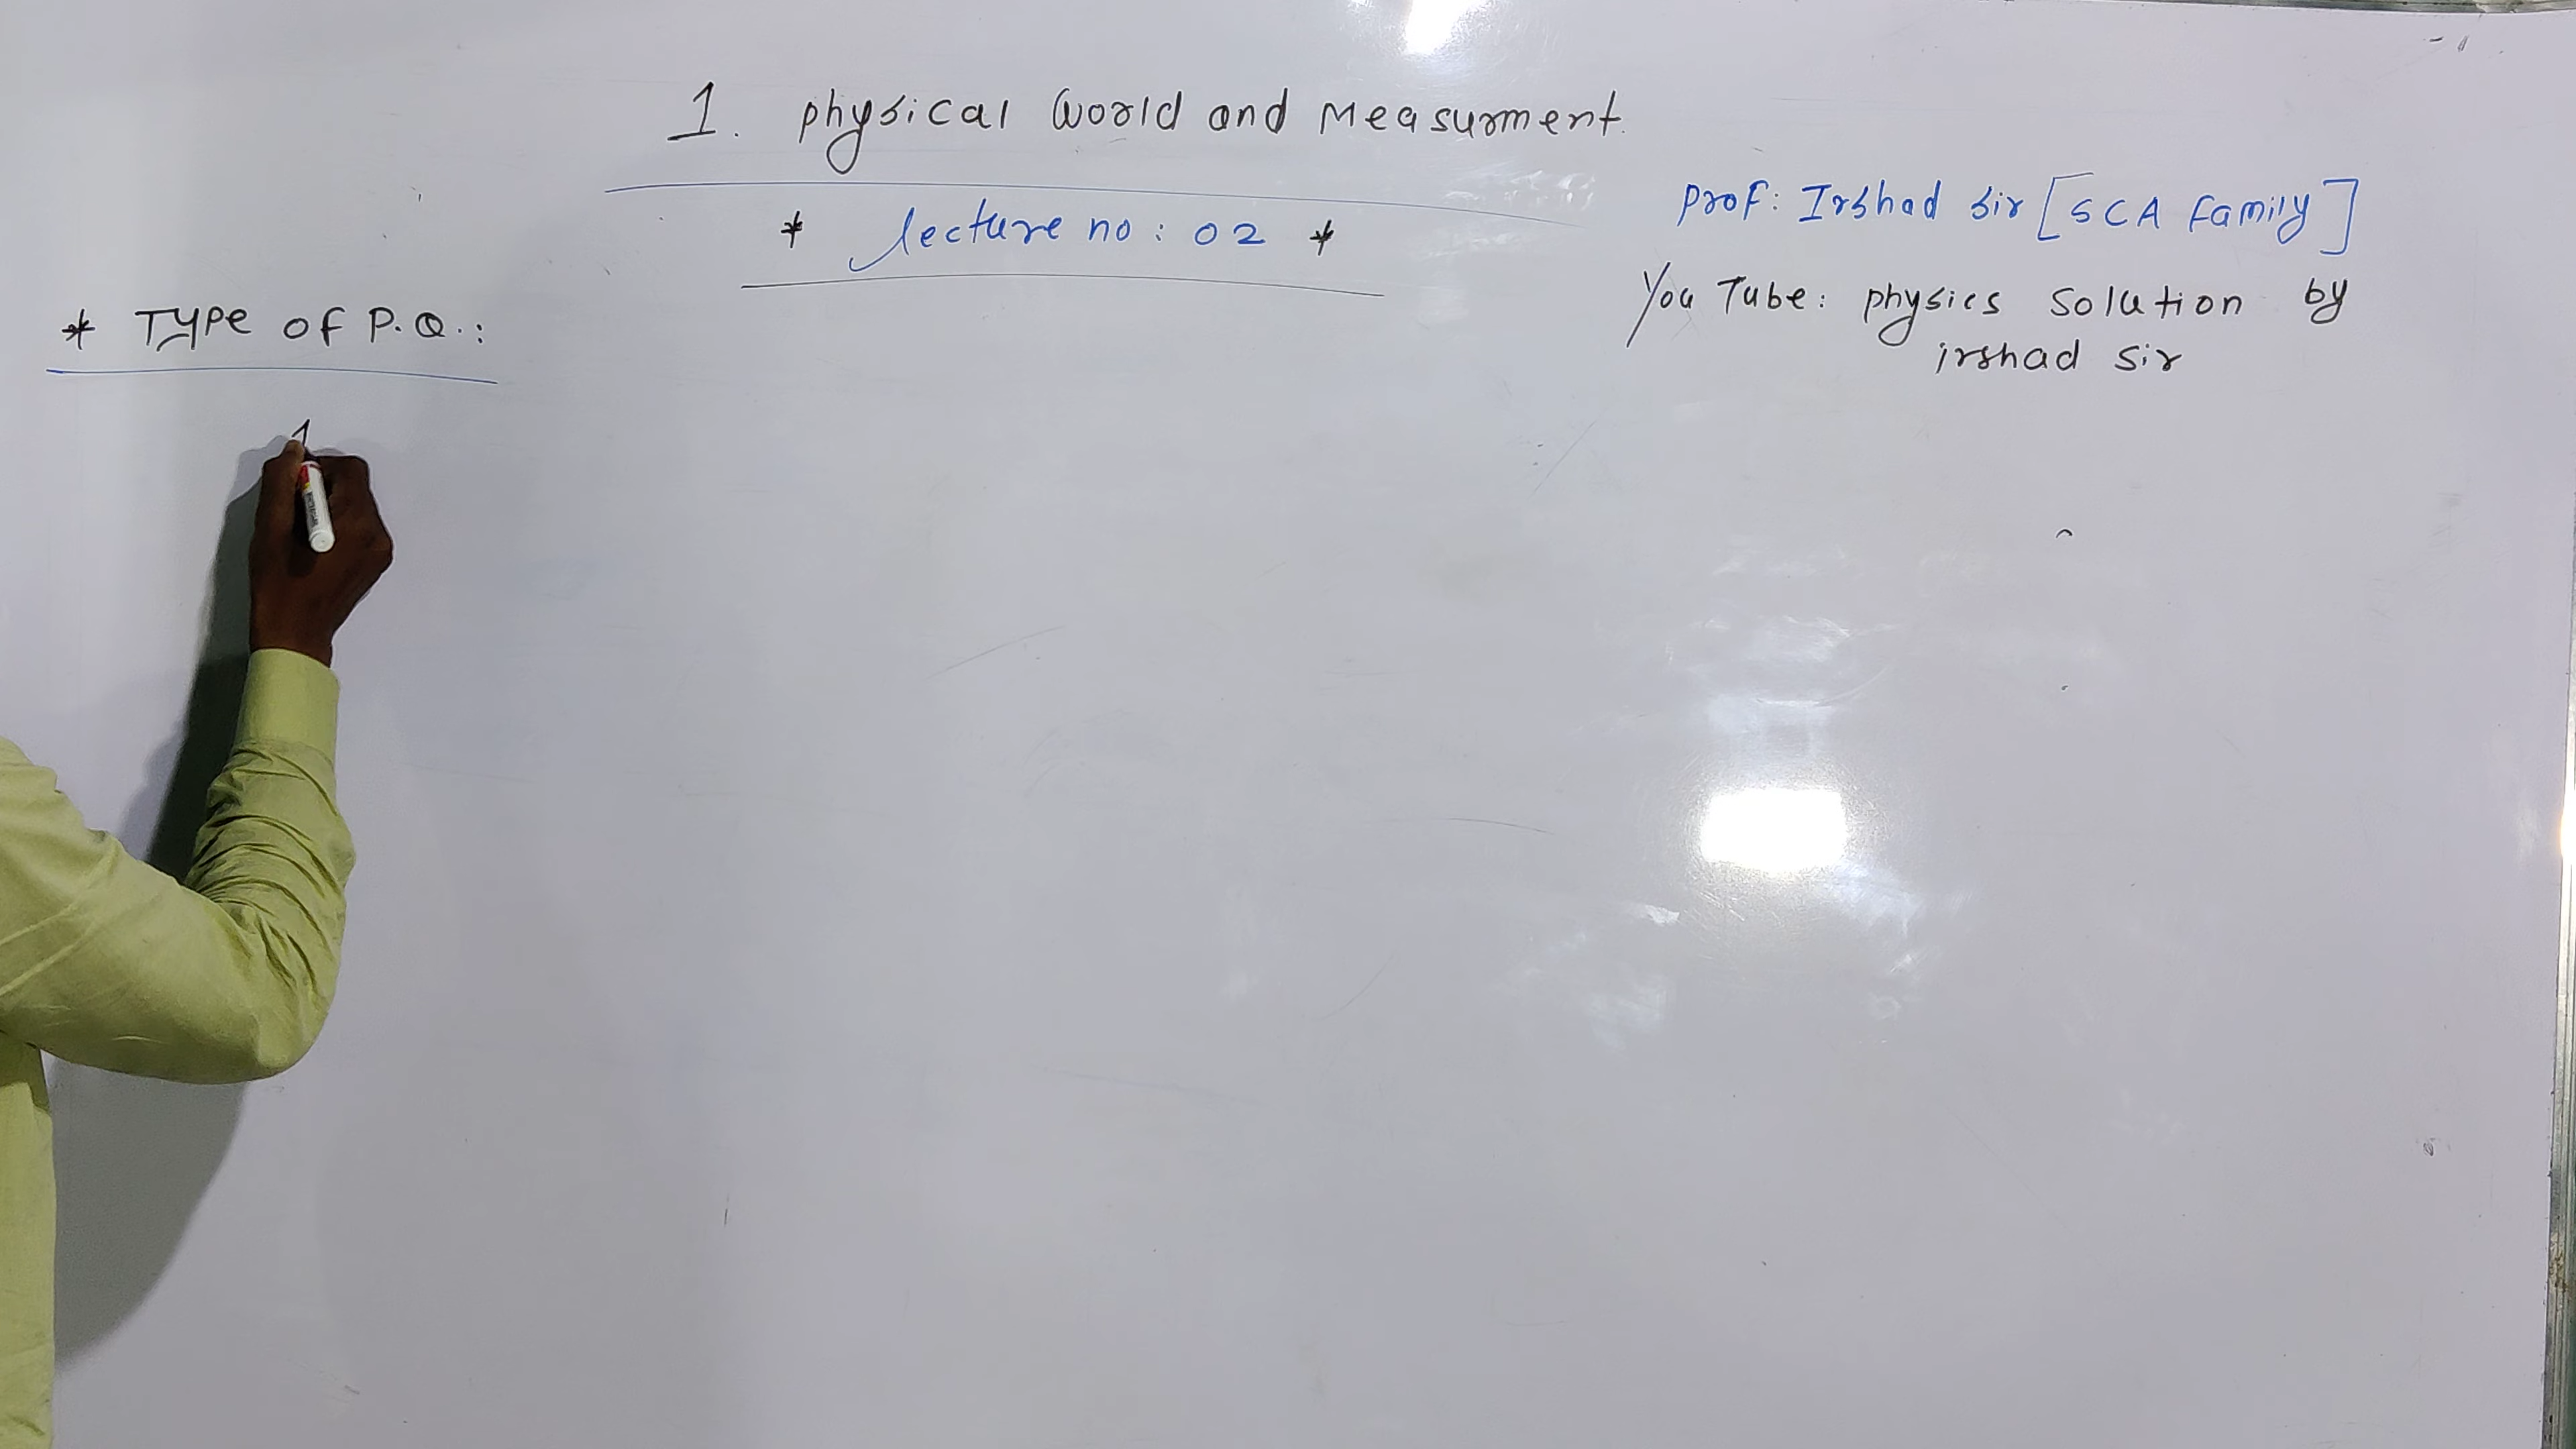 1. physical world and Measurment.
* lecture no: 02 *
Prof: Irshad sir [SCA Family]
You Tube: physics solution by
irshad sir
* Type of P.Q.:
1